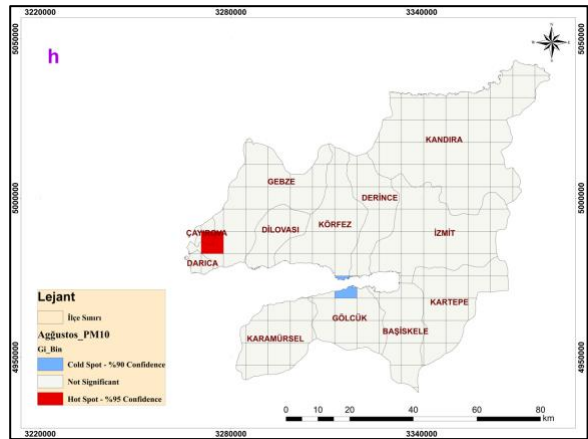 3220000 3280000 3340000
5050000 5050000
h
KANDIRA
GEBZE
DERİNCE
5000000 5000000
ÇAYIROVA
DİLOVASI
KÖRFEZ
İZMİT
DARICA
Lejant
İlçe Sınırı
Ağğustos_PM10
Gi_Bin
Cold Spot - %90 Confidence
Not Significant
Hot Spot - %95 Confidence
KARTEPE
GÖLCÜK
BAŞİSKELE
KARAMÜRSEL
4950000 4950000
0 10 20 40 60 80
km
3220000 3280000 3340000